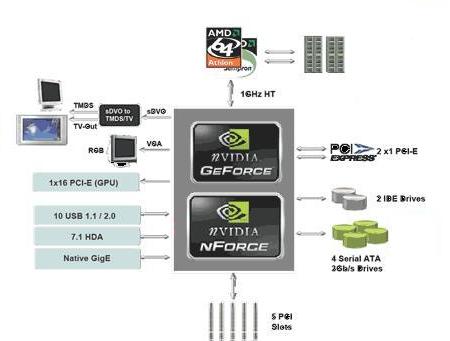 AMD
64
Athlon
Sempron
1GHz HT
TMDS
sDVO to
TMDS/TV
sDVO
TV-Out
RGB
VGA
nVIDIA
GeForce
PCI
EXPRESS
2 x1 PCI-E
1x16 PCI-E (GPU)
2 IDE Drives
10 USB 1.1 / 2.0
nVIDIA
nForce
7.1 HDA
Native GigE
4 Serial ATA
3Gb/s Drives
5 PCI
Slots